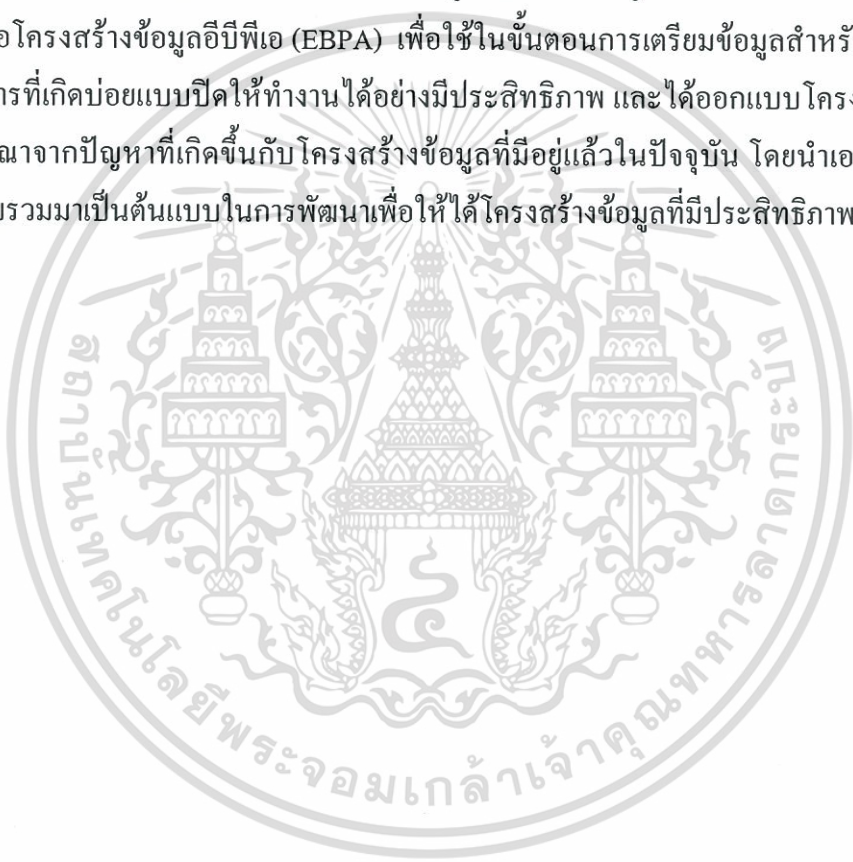 อโครงสร้างข้อมูลอีบีพีเอ (EBPA) เพื่อใช้ในขั้นตอนการเตรียมข้อมูลสำหรั
ารที่เกิดบ่อยแบบปิดให้ทำงานได้อย่างมีประสิทธิภาพ และได้ออกแบบโครง
ณาจากปัญหาที่เกิดขึ้นกับโครงสร้างข้อมูลที่มีอยู่แล้วในปัจจุบัน โดยนำเอ
บรวมมาเป็นต้นแบบในการพัฒนาเพื่อให้ได้โครงสร้างข้อมูลที่มีประสิทธิภาพ
สถาบันเทคโนโลยีพระจอมเกล้าเจ้าคุณทหารลาดกระบัง